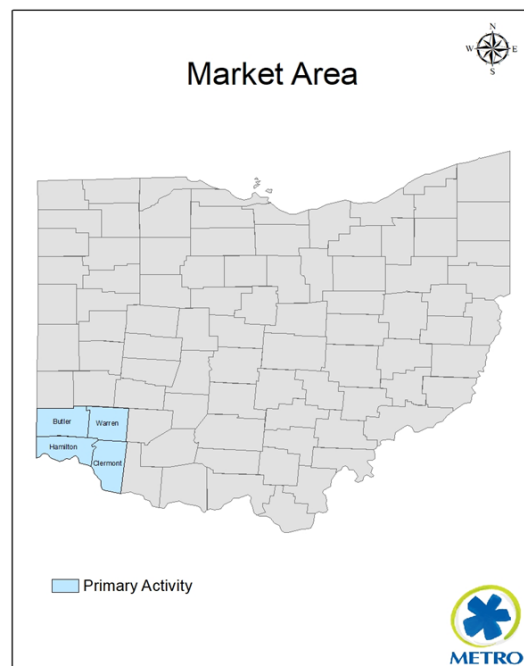 N
W E
S
Market Area
Butler Warren
Hamilton
Clermont
Primary Activity
METRO